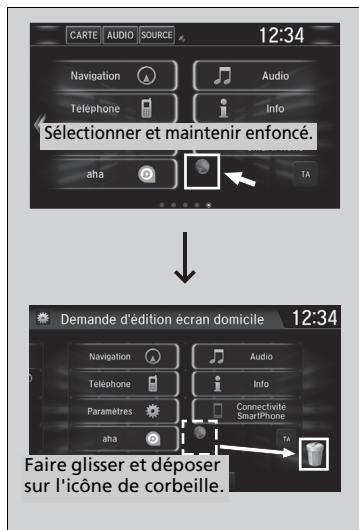 CARTE AUDIO SOURCE 12:34
Navigation Audio
Téléphone Info
Sélectionner et maintenir enfoncé.
aha TA
Demande d'édition écran domicile 12:34
Navigation Audio
Téléphone Info
Paramètres Connectivité
SmartPhone
aha TA
Faire glisser et déposer
sur l'icône de corbeille.